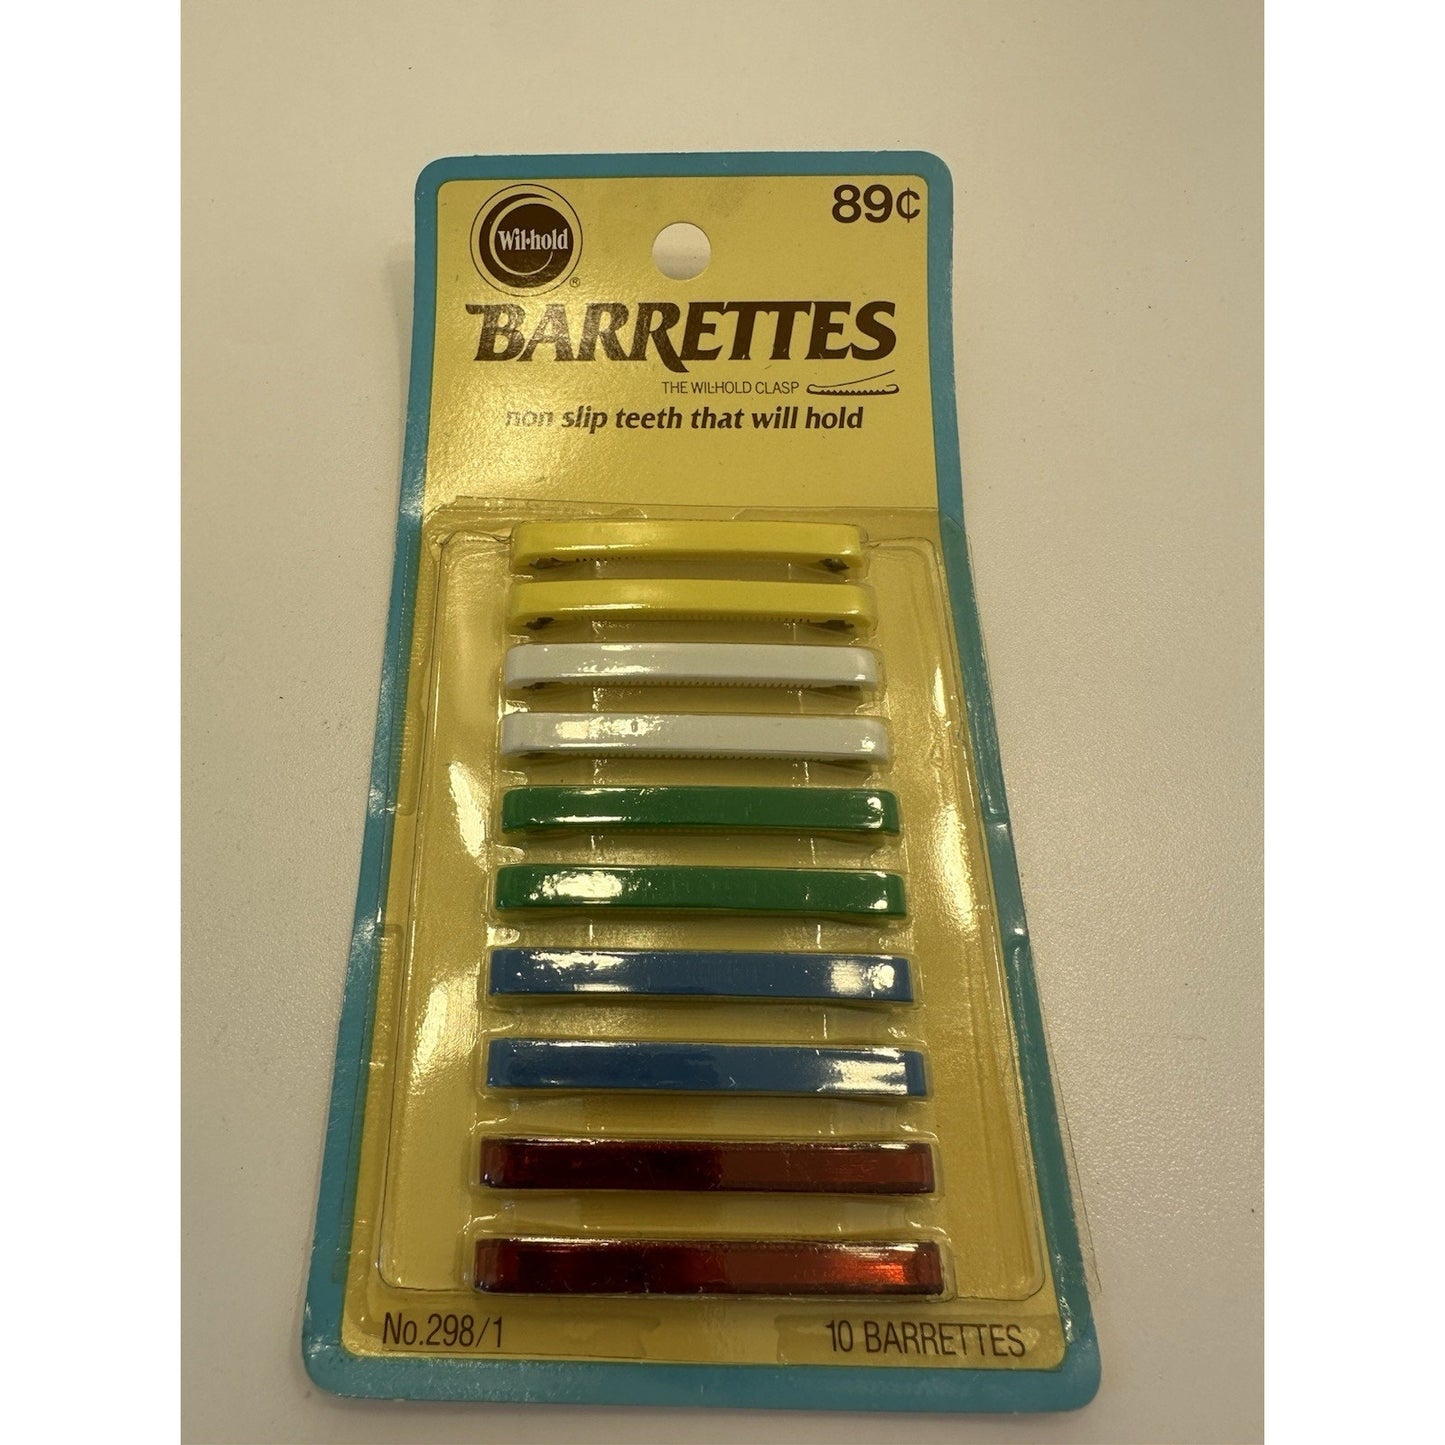 89¢
Wil-hold
®
BARRETTES
THE WIL-HOLD CLASP
non slip teeth that will hold
No.298/1
10 BARRETTES